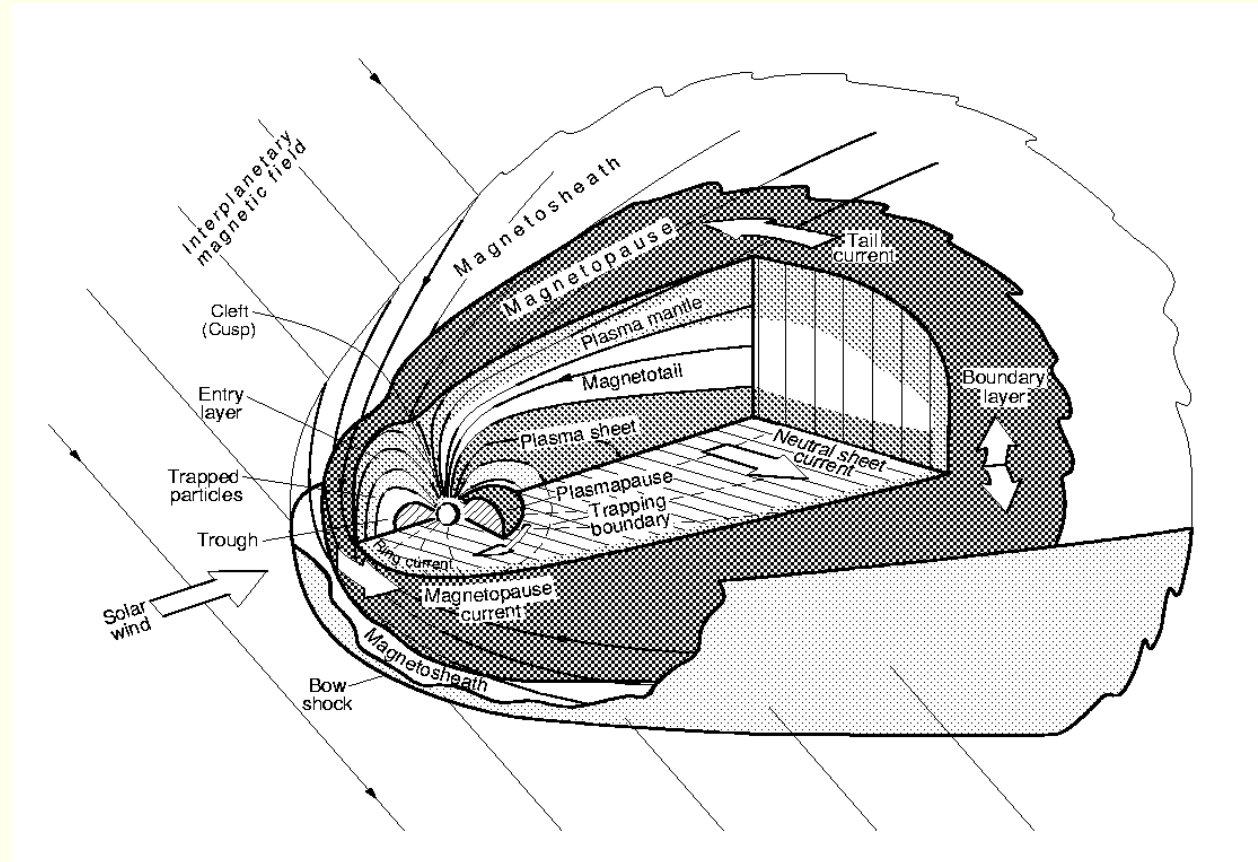 Interplanetary
magnetic field
Magnetosheath
Magnetopause
Tail
current
Cleft
(Cusp)
Plasma mantle
Magnetotail
Entry
layer
Boundary
layer
Plasma sheet
Neutral sheet
current
Trapped
particles
Plasmapause
Trapping
boundary
Trough
Ring current
Magnetopause
current
Solar
wind
Magnetosheath
Bow
shock